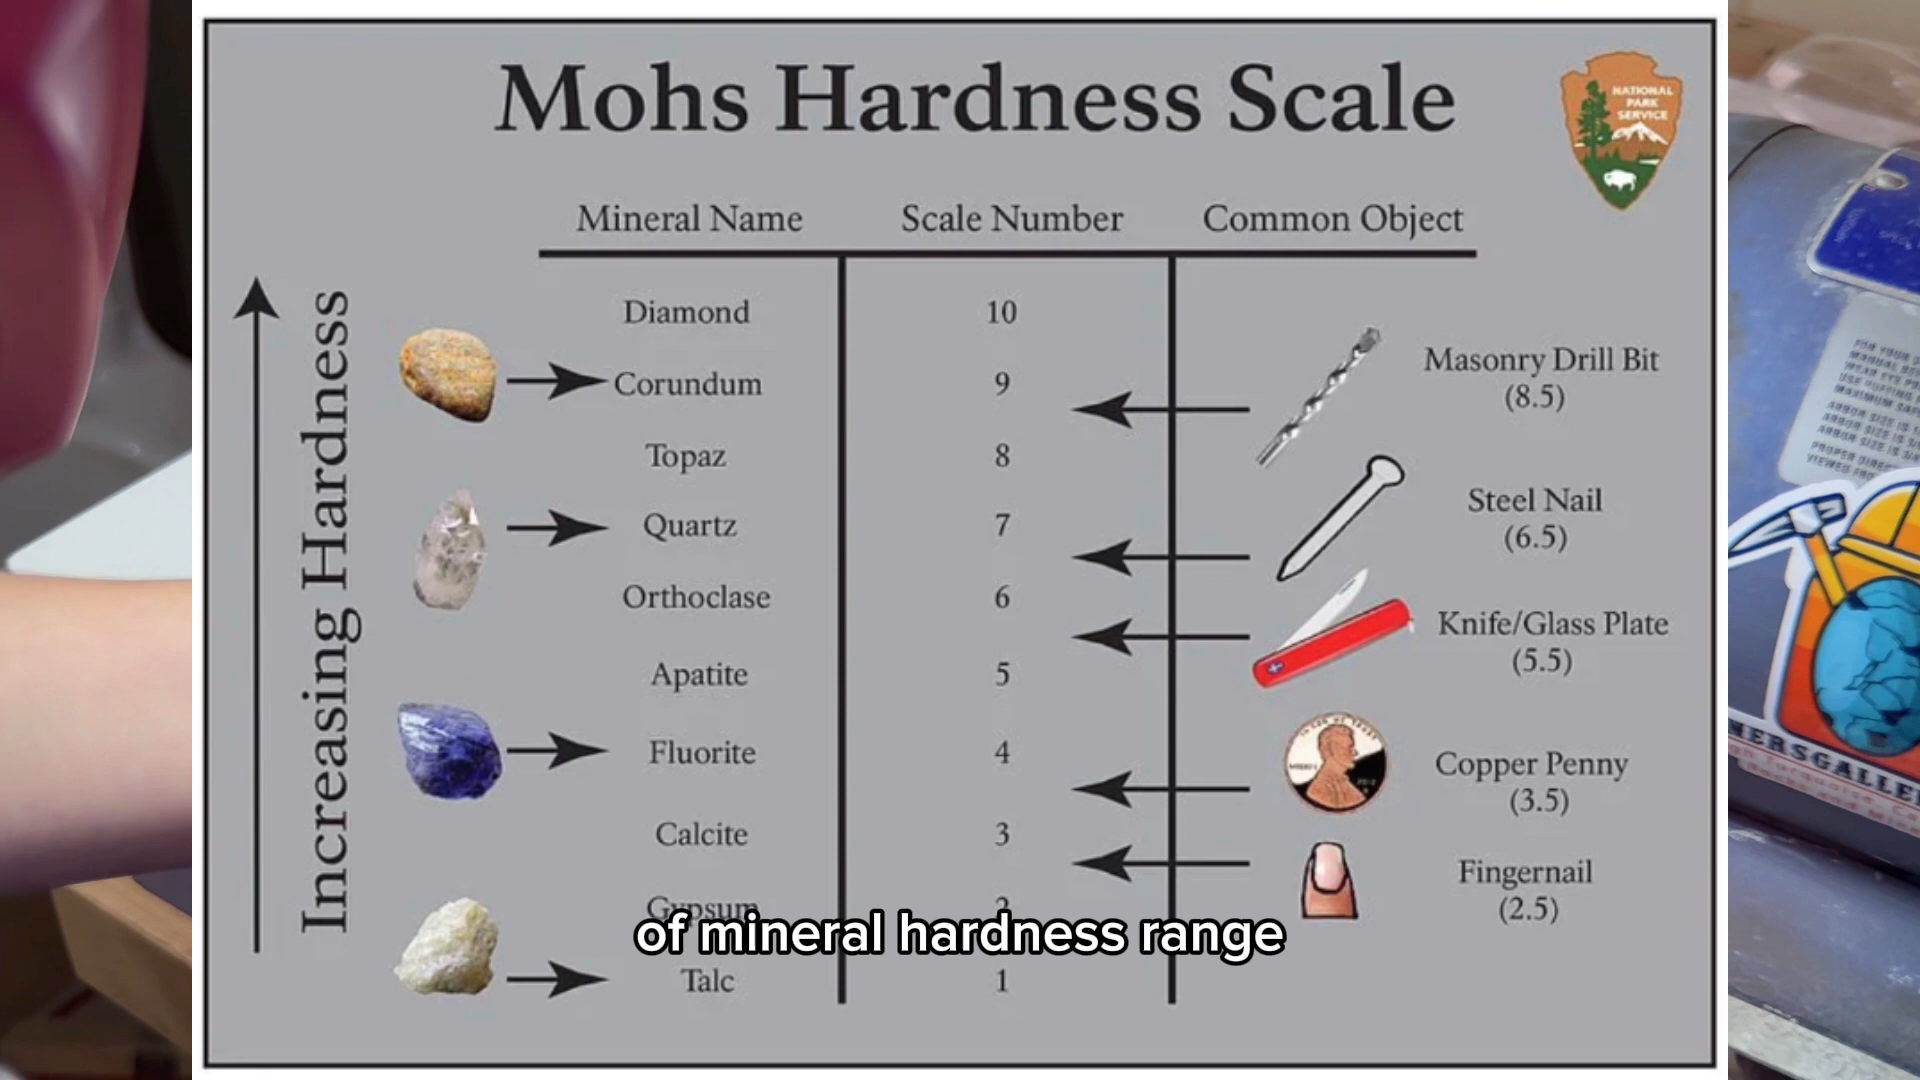 Mohs Hardness Scale
NATIONAL
PARK
SERVICE
Mineral Name Scale Number Common Object
Increasing Hardness
Diamond 10
Masonry Drill Bit
(8.5)
Corundum 9
Topaz 8
Steel Nail
(6.5)
Quartz 7
Orthoclase 6
Knife/Glass Plate
(5.5)
Apatite 5
Fluorite 4
Copper Penny
(3.5)
Calcite 3
Fingernail
(2.5)
Gypsum 2
of mineral hardness range
Talc 1